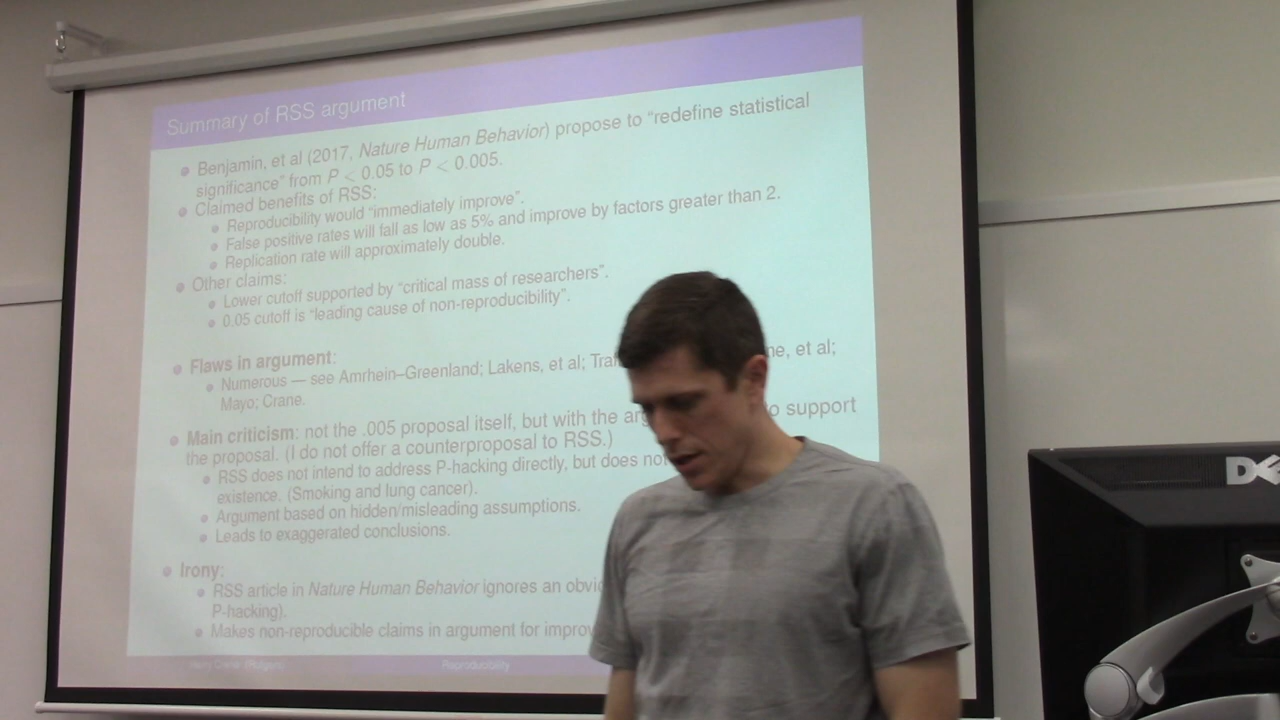 Summary of RSS argument
Benjamin, et al (2017, Nature Human Behavior) propose to "redefine statistical
significance" from P < 0.05 to P < 0.005.
Claimed benefits of RSS:
Reproducibility would "immediately improve".
False positive rates will fall as low as 5% and improve by factors greater than 2.
Replication rate will approximately double.
Other claims:
Lower cutoff supported by "critical mass of researchers".
0.05 cutoff is "leading cause of non-reproducibility".
Flaws in argument:
Numerous — see Amrhein–Greenland; Lakens, et al; et al;
Mayo; Crane.
Main criticism: not the .005 proposal itself, but with the support
the proposal. (I do not offer a counterproposal to RSS.)
RSS does not intend to address P-hacking directly, but does
existence. (Smoking and lung cancer).
Argument based on hidden/misleading assumptions.
Leads to exaggerated conclusions.
Irony:
RSS article in Nature Human Behavior ignores an
P-hacking).
Makes non-reproducible claims in argument for
Harry Crane (Rutgers) Reproducibility